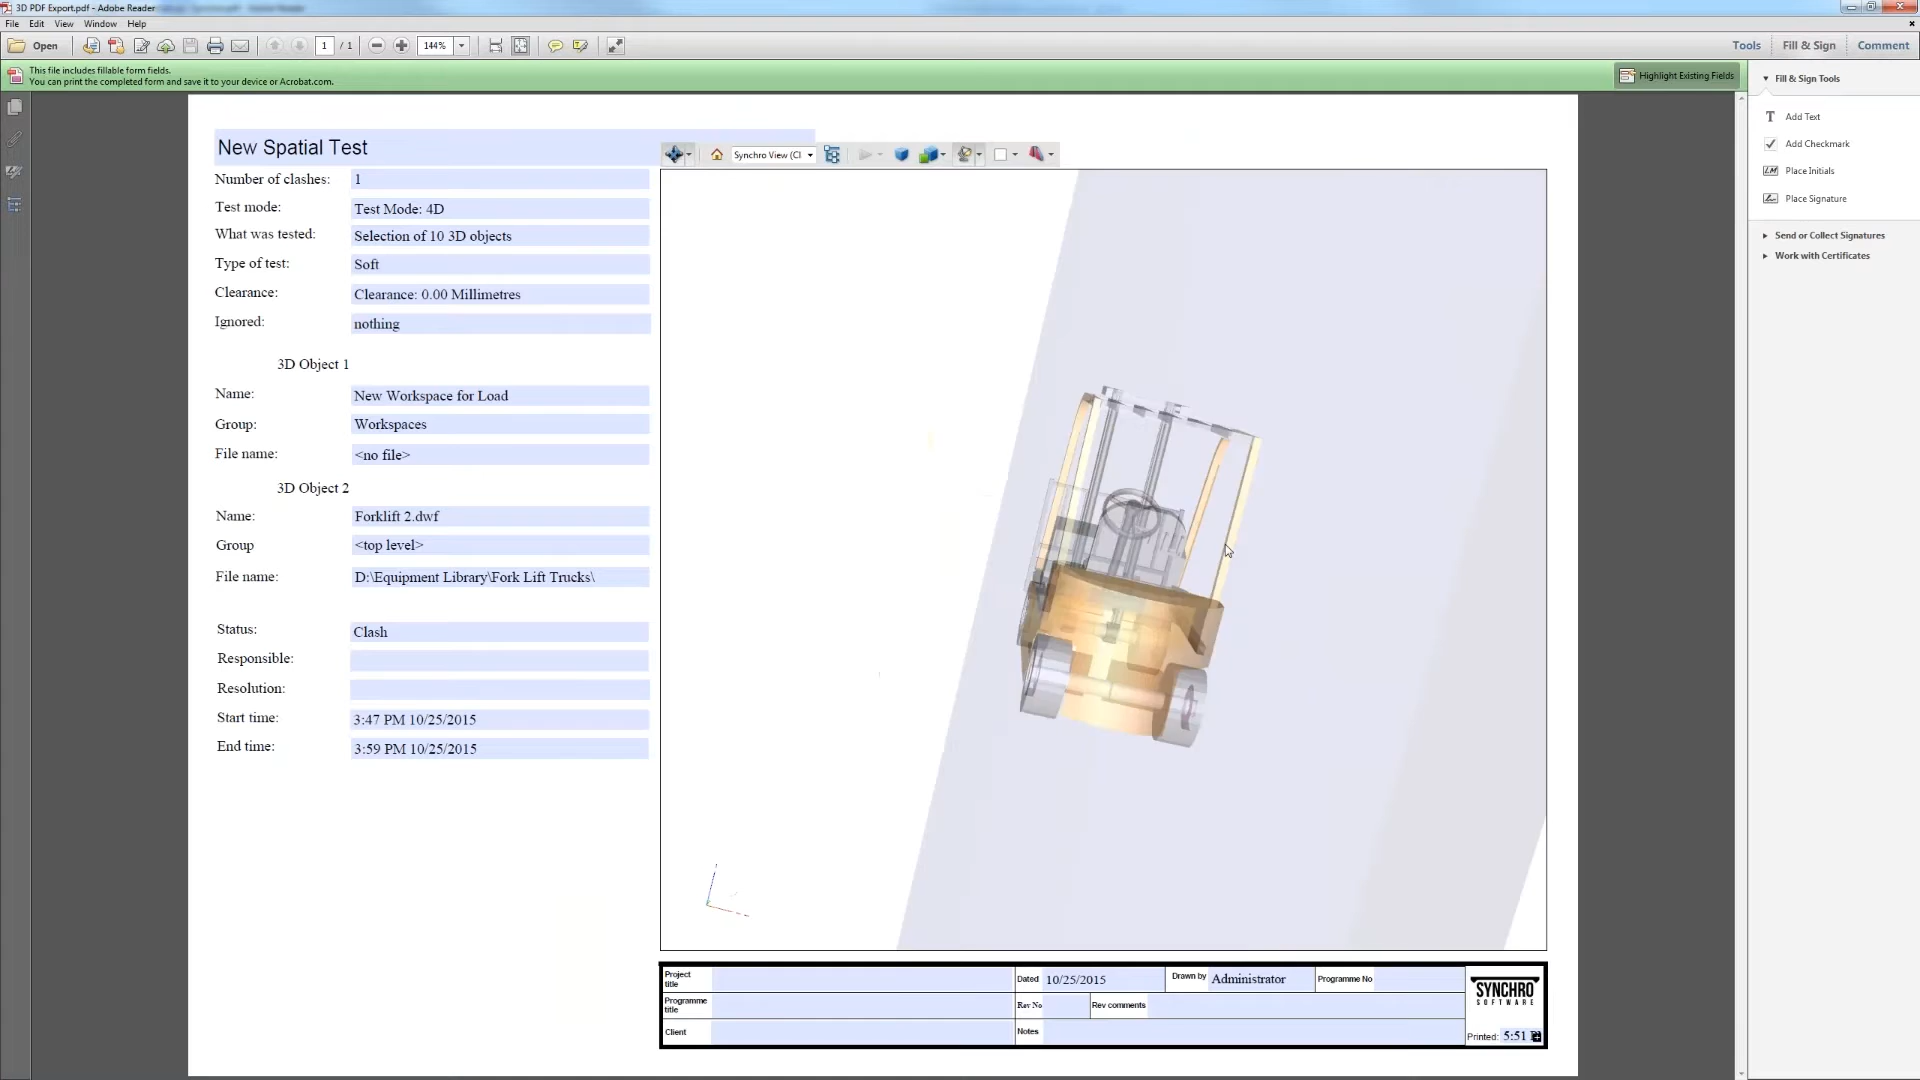 3D PDF Export.pdf - Adobe Reader
File Edit View Window Help
Open 1 / 1 144% Tools Fill & Sign Comment
This file includes fillable form fields.
You can print the completed form and save it to your device or Acrobat.com.
Highlight Existing Fields
Fill & Sign Tools
Add Text
Add Checkmark
Place Initials
Place Signature
Send or Collect Signatures
Work with Certificates
New Spatial Test
Synchro View (Cl
Number of clashes: 1
Test mode: Test Mode: 4D
What was tested: Selection of 10 3D objects
Type of test: Soft
Clearance: Clearance: 0.00 Millimetres
Ignored: nothing
3D Object 1
Name: New Workspace for Load
Group: Workspaces
File name: <no file>
3D Object 2
Name: Forklift 2.dwf
Group <top level>
File name: D:\Equipment Library\Fork Lift Trucks\
Status: Clash
Responsible:
Resolution:
Start time: 3:47 PM 10/25/2015
End time: 3:59 PM 10/25/2015
Project title Dated 10/25/2015 Drawn by Administrator Programme No
Programme title Rev No Rev comments
Client Notes
SYNCHRO
SOFTWARE
Printed: 5:51